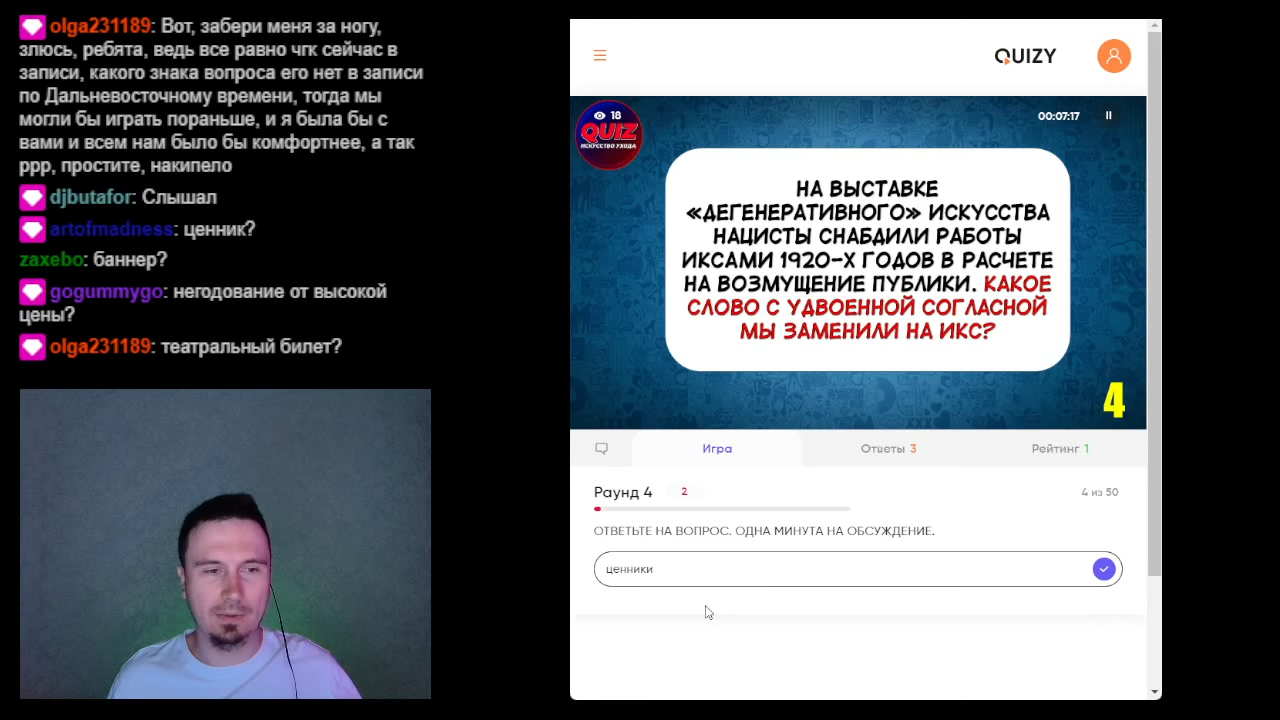 olga231189: Вот, забери меня за ногу,
злюсь, ребята, ведь все равно чгк сейчас в
записи, какого знака вопроса его нет в записи
по Дальневосточному времени, тогда мы
могли бы играть пораньше, и я была бы с
вами и всем нам было бы комфортнее, а так
ррр, простите, накипело
djbutafor: Слышал
artofmadness: ценник?
zaxebo: баннер?
gogummygo: негодование от высокой
цены?
olga231189: театральный билет?
QUIZY
18
QUIZ
ИСКУССТВО УХОДА
00:07:17
НА ВЫСТАВКЕ
«ДЕГЕНЕРАТИВНОГО» ИСКУССТВА
НАЦИСТЫ СНАБДИЛИ РАБОТЫ
ИКСАМИ 1920-Х ГОДОВ В РАСЧЕТЕ
НА ВОЗМУЩЕНИЕ ПУБЛИКИ. КАКОЕ
СЛОВО С УДВОЕННОЙ СОГЛАСНОЙ
МЫ ЗАМЕНИЛИ НА ИКС?
4
Игра
Ответы 3
Рейтинг 1
Раунд 4 2
4 из 50
ОТВЕТЬТЕ НА ВОПРОС. ОДНА МИНУТА НА ОБСУЖДЕНИЕ.
ценники